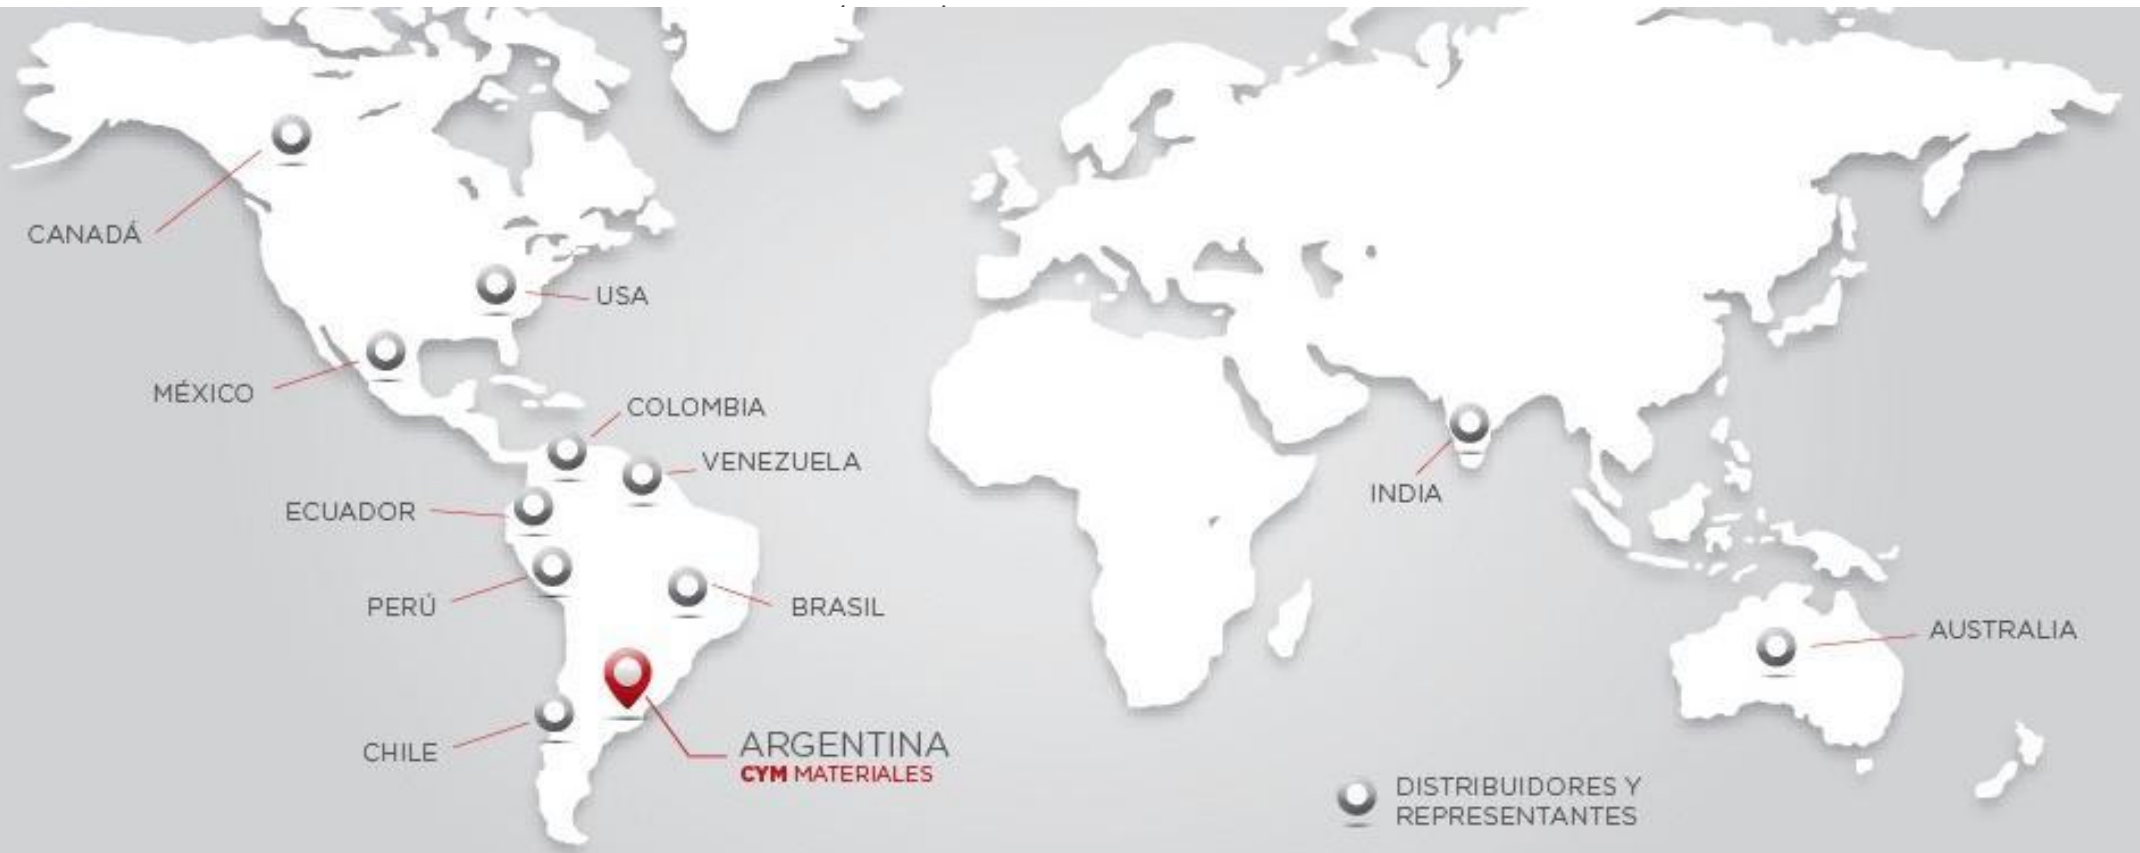 CANADÁ
USA
MÉXICO
COLOMBIA
VENEZUELA
ECUADOR
INDIA
PERÚ
BRASIL
AUSTRALIA
CHILE
ARGENTINA
CYM MATERIALES
DISTRIBUIDORES Y
REPRESENTANTES